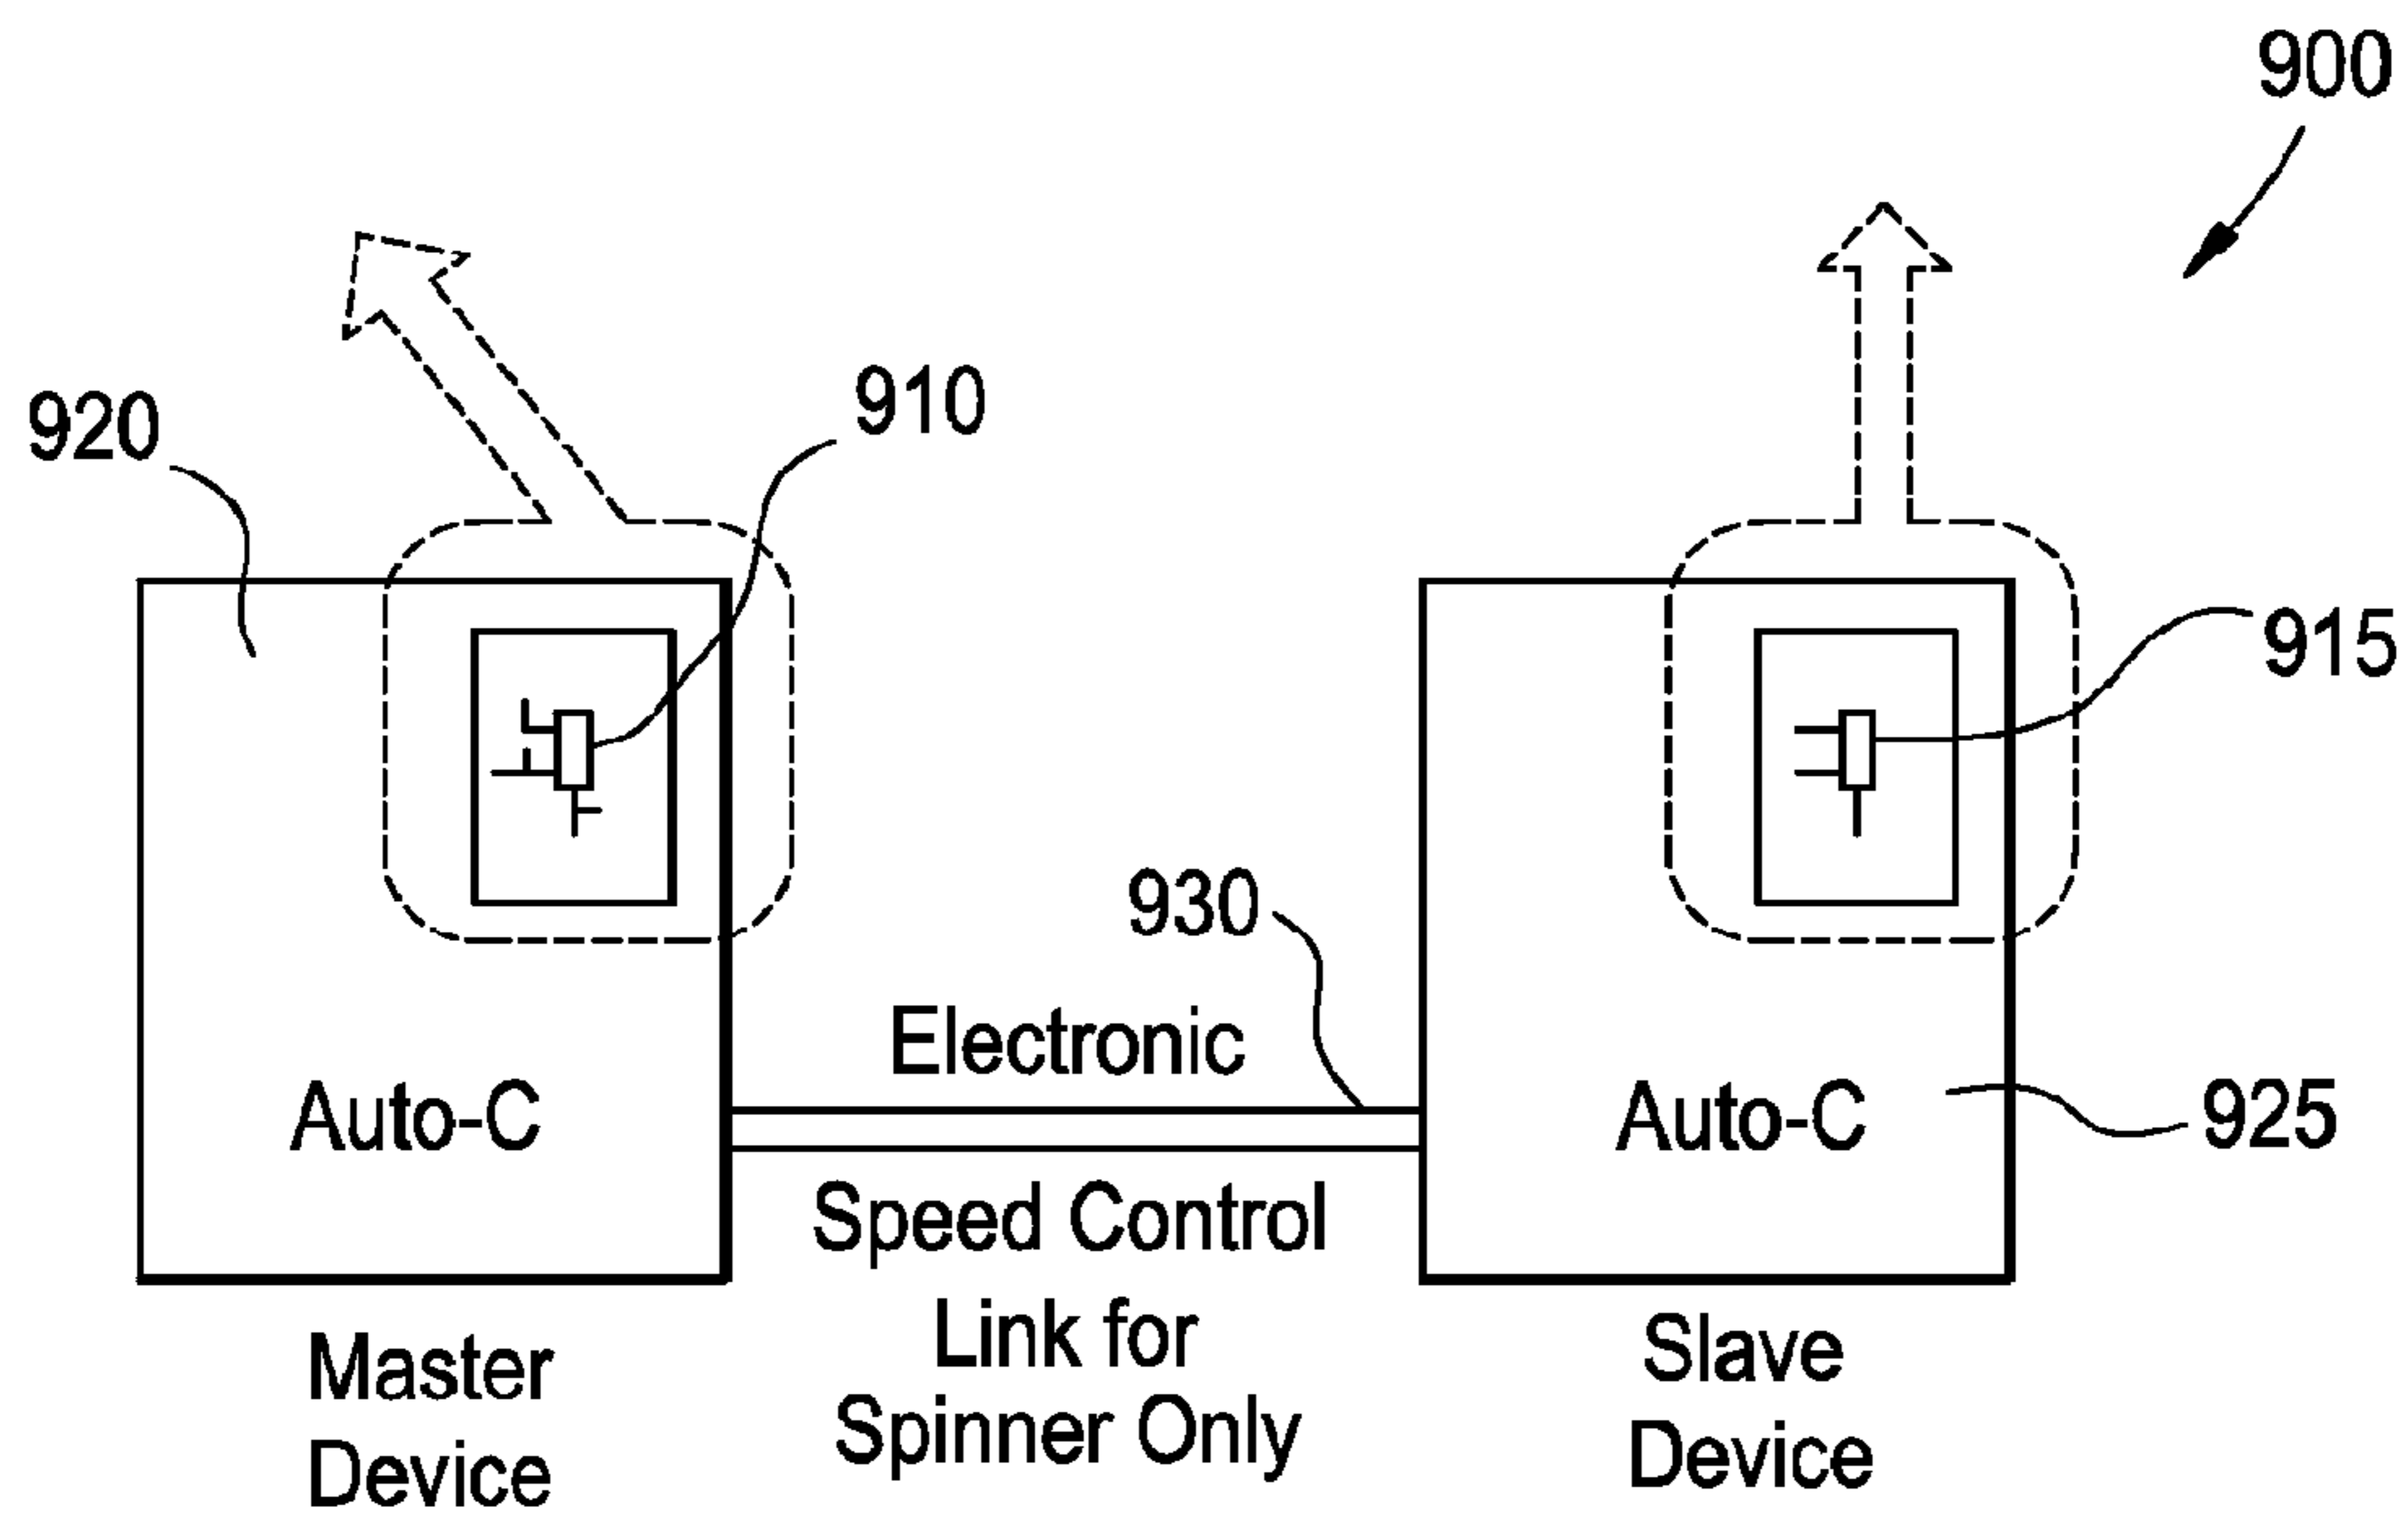 900
920
910
915
930
Electronic
Auto-C
Auto-C
925
Speed Control
Link for
Spinner Only
Master
Device
Slave
Device